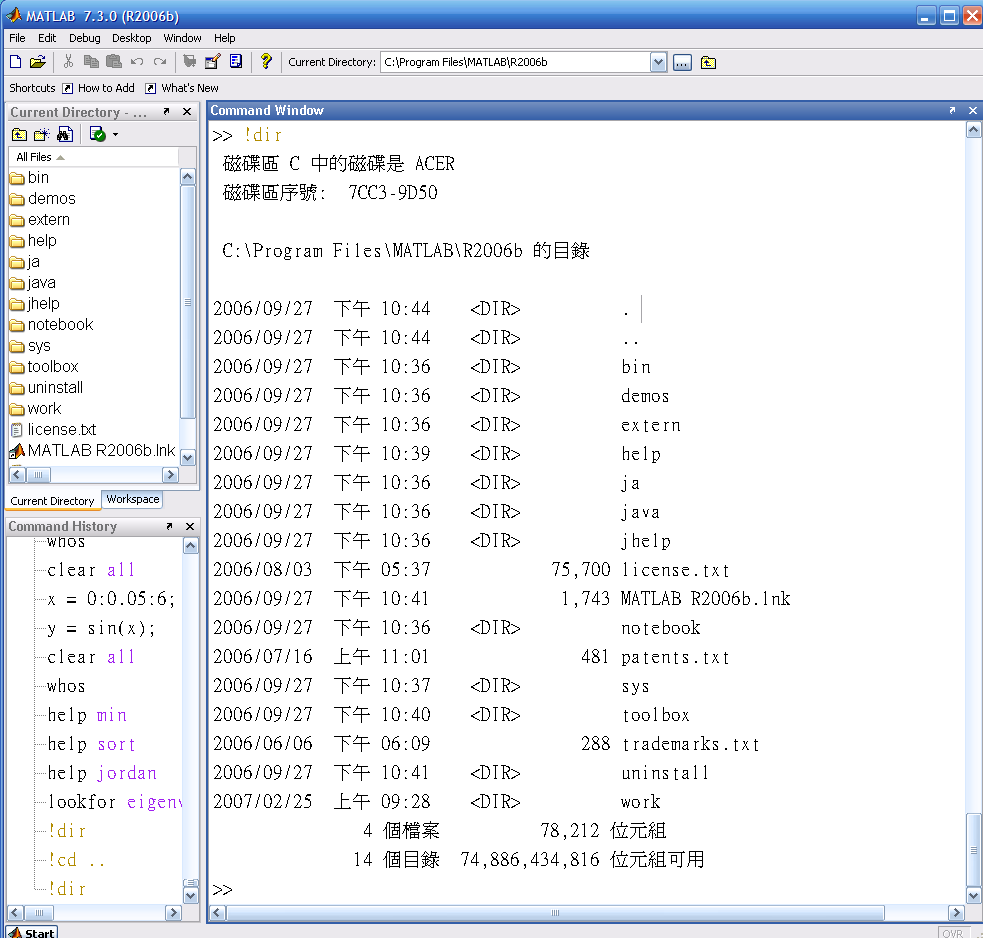 MATLAB 7.3.0 (R2006b)
File Edit Debug Desktop Window Help
Current Directory: C:\Program Files\MATLAB\R2006b
Shortcuts How to Add What's New
Current Directory - ...
All Files
bin
demos
extern
help
ja
java
jhelp
notebook
sys
toolbox
uninstall
work
license.txt
MATLAB R2006b.lnk
Current Directory Workspace
Command History
whos
clear all
x = 0:0.05:6;
y = sin(x);
clear all
whos
help min
help sort
help jordan
lookfor eigenv
!dir
!cd ..
!dir
Command Window
>> !dir
磁碟區 C 中的磁碟是 ACER
磁碟區序號: 7CC3-9D50
C:\Program Files\MATLAB\R2006b 的目錄
2006/09/27 下午 10:44 <DIR> .
2006/09/27 下午 10:44 <DIR> ..
2006/09/27 下午 10:36 <DIR> bin
2006/09/27 下午 10:36 <DIR> demos
2006/09/27 下午 10:36 <DIR> extern
2006/09/27 下午 10:39 <DIR> help
2006/09/27 下午 10:36 <DIR> ja
2006/09/27 下午 10:36 <DIR> java
2006/09/27 下午 10:36 <DIR> jhelp
2006/08/03 下午 05:37 75,700 license.txt
2006/09/27 下午 10:41 1,743 MATLAB R2006b.lnk
2006/09/27 下午 10:36 <DIR> notebook
2006/07/16 上午 11:01 481 patents.txt
2006/09/27 下午 10:37 <DIR> sys
2006/09/27 下午 10:40 <DIR> toolbox
2006/06/06 下午 06:09 288 trademarks.txt
2006/09/27 下午 10:41 <DIR> uninstall
2007/02/25 上午 09:28 <DIR> work
4 個檔案 78,212 位元組
14 個目錄 74,886,434,816 位元組可用
>>
Start
OVR